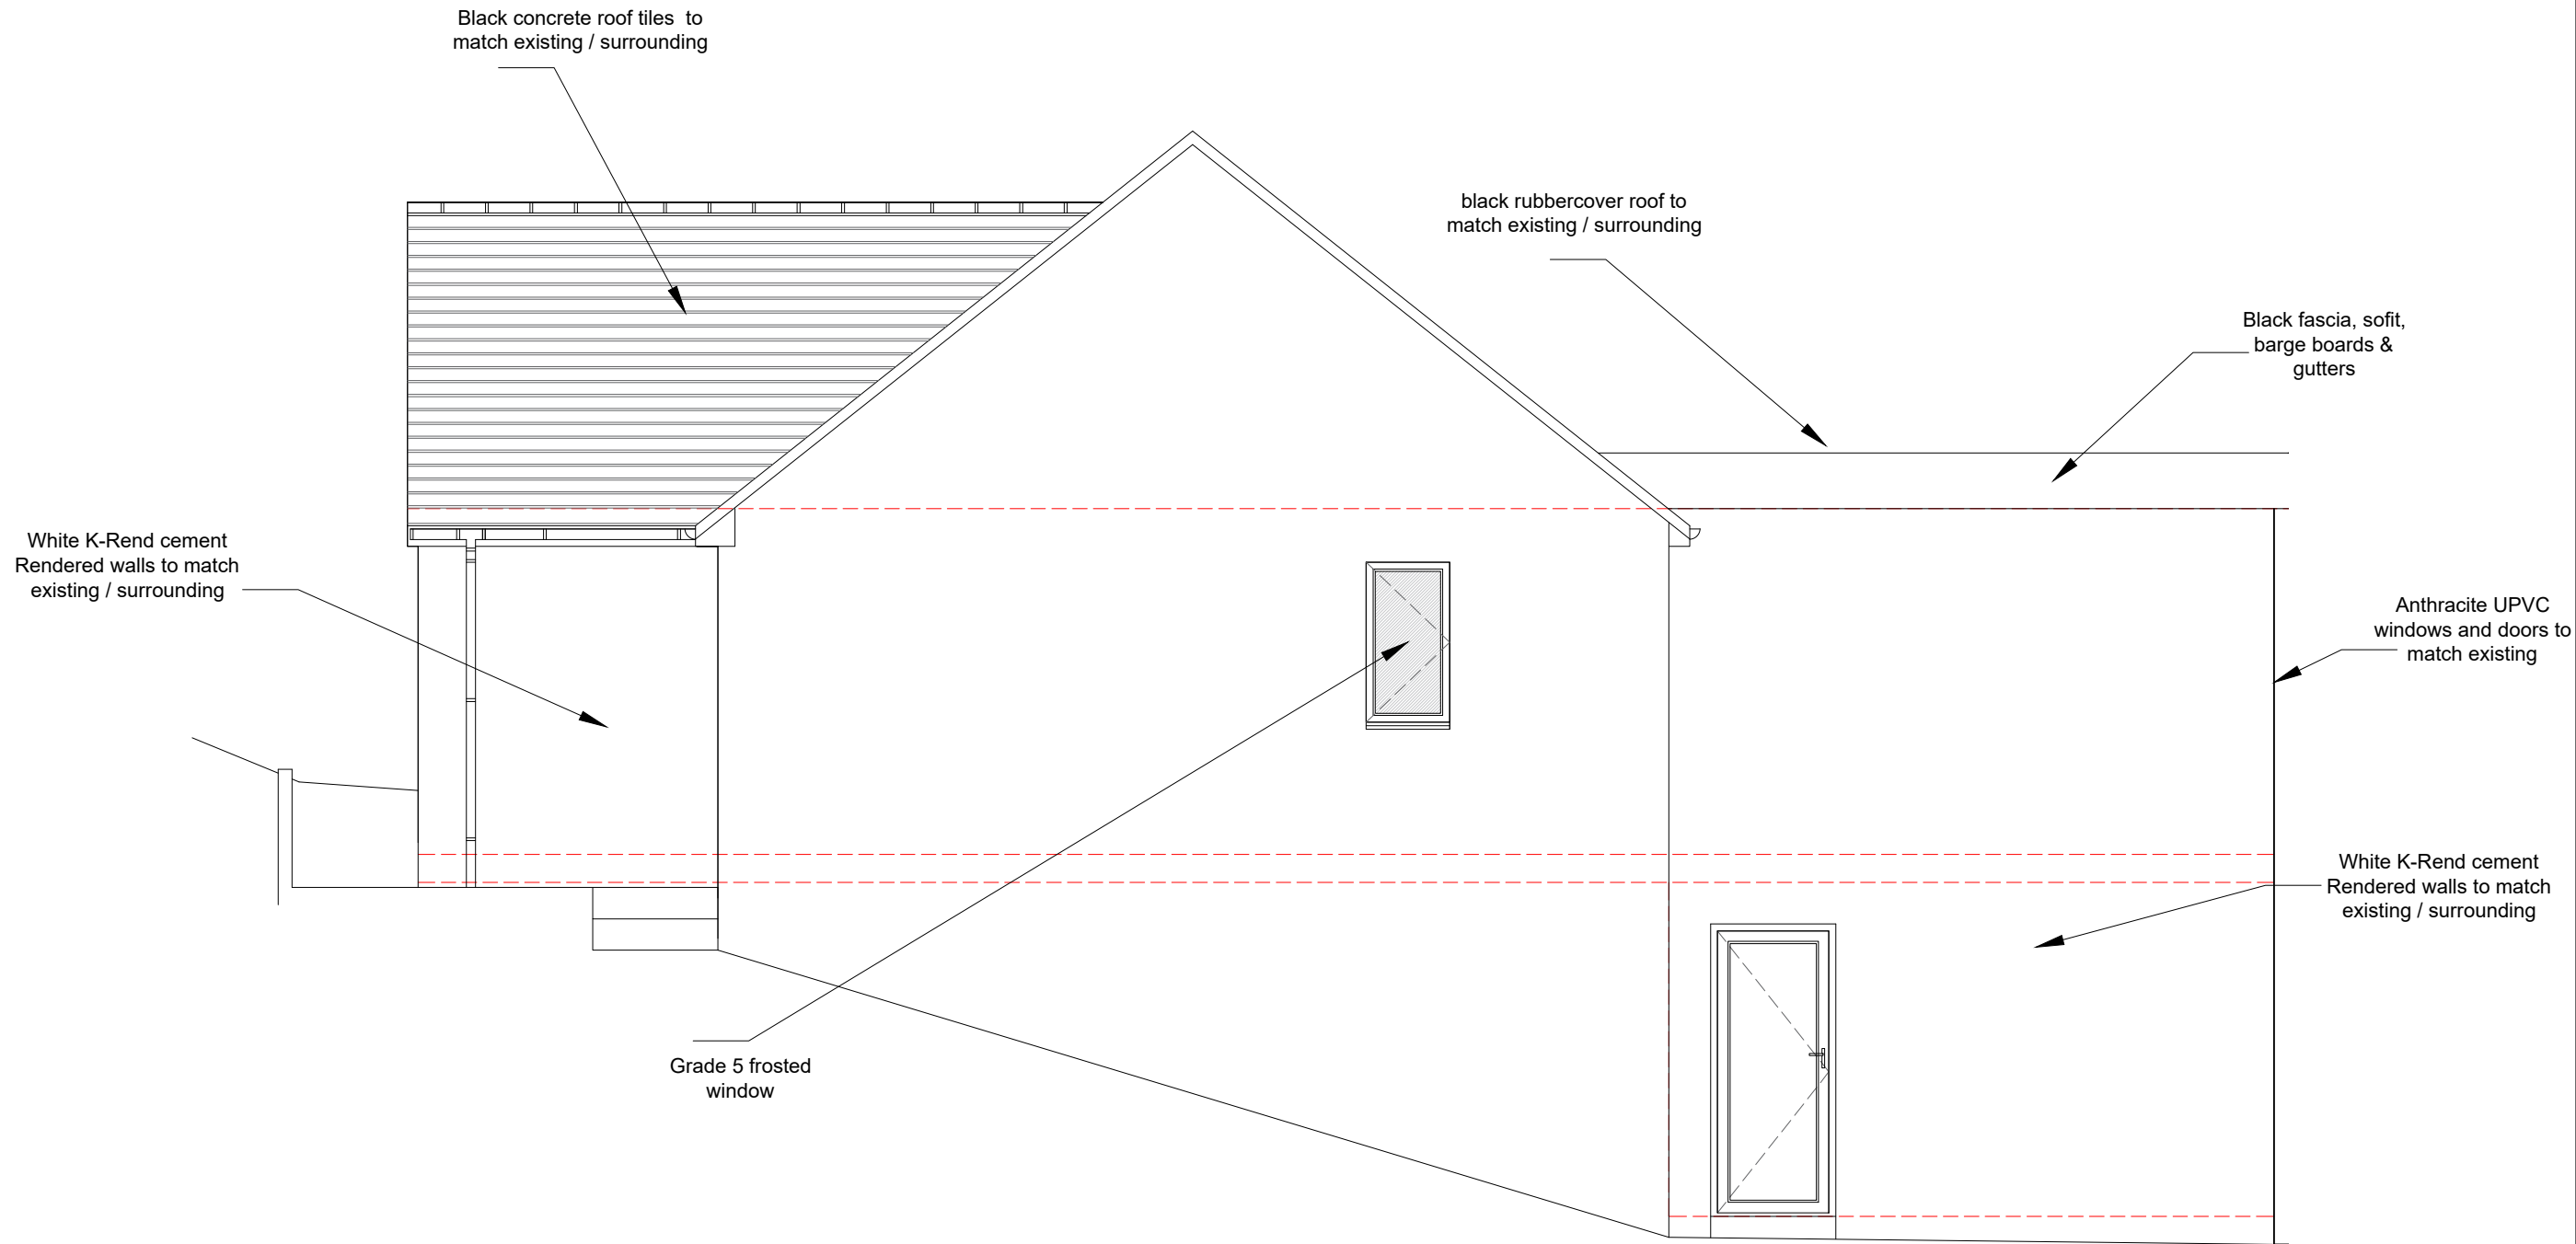 Black concrete roof tiles to
match existing / surrounding
black rubbercover roof to
match existing / surrounding
Black fascia, sofit,
barge boards &
gutters
White K-Rend cement
Rendered walls to match
existing / surrounding
Anthracite UPVC
windows and doors to
match existing
White K-Rend cement
Rendered walls to match
existing / surrounding
Grade 5 frosted
window